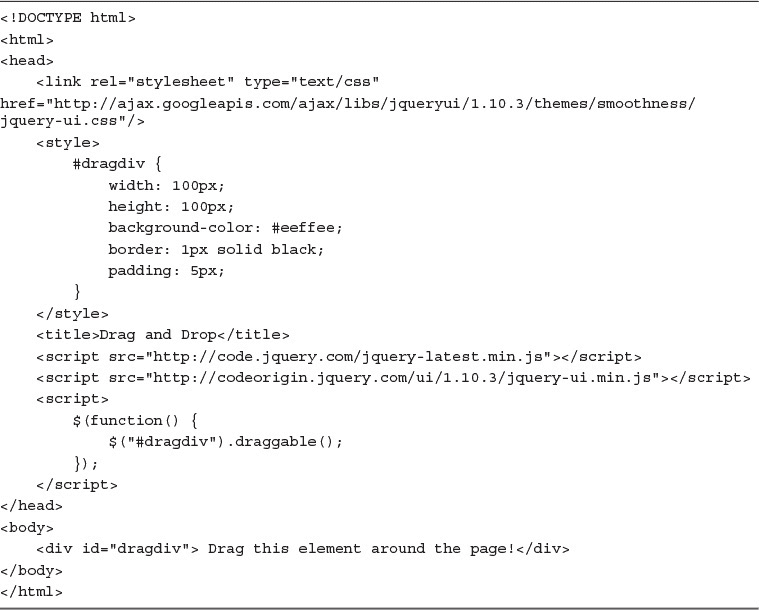 <!DOCTYPE html>
<html>
<head>
    <link rel="stylesheet" type="text/css"
href="http://ajax.googleapis.com/ajax/libs/jqueryui/1.10.3/themes/smoothness/
jquery-ui.css"/>
    <style>
        #dragdiv {
            width: 100px;
            height: 100px;
            background-color: #eeffee;
            border: 1px solid black;
            padding: 5px;
        }
    </style>
    <title>Drag and Drop</title>
    <script src="http://code.jquery.com/jquery-latest.min.js"></script>
    <script src="http://codeorigin.jquery.com/ui/1.10.3/jquery-ui.min.js"></script>
    <script>
        $(function() {
            $("#dragdiv").draggable();
        });
    </script>
</head>
<body>
    <div id="dragdiv"> Drag this element around the page!</div>
</body>
</html>